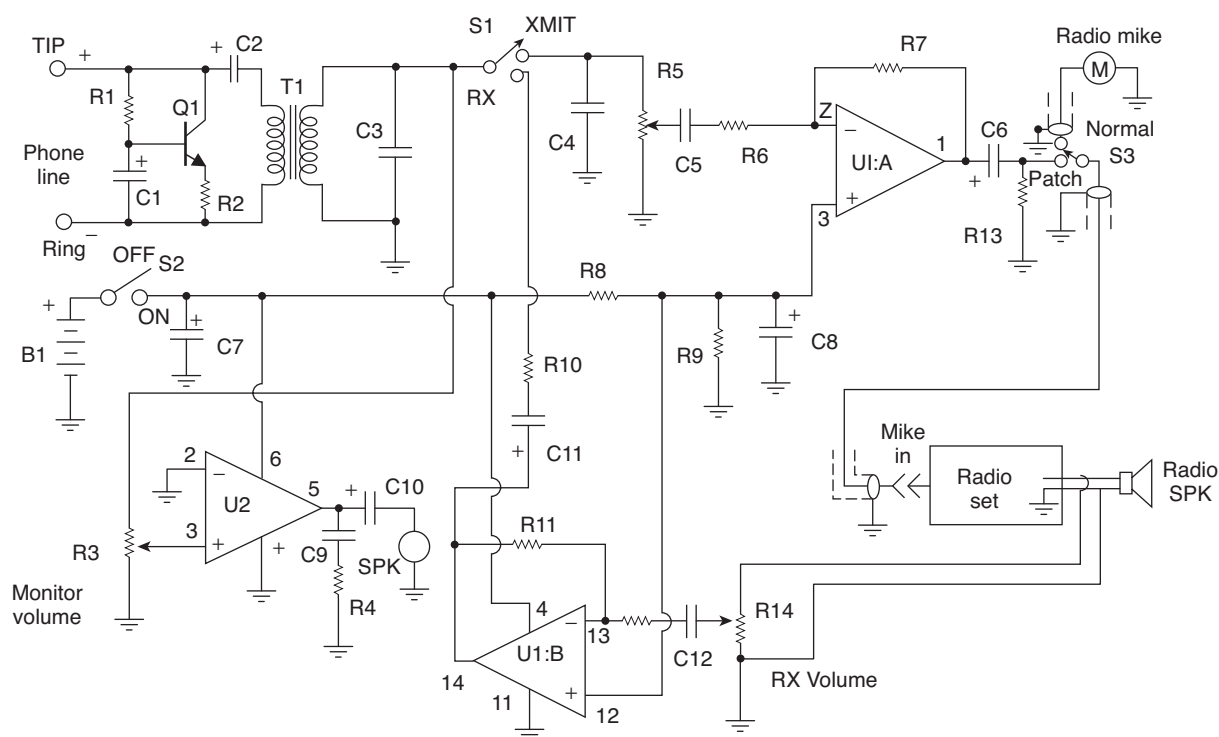 TIP
+
R1
Q1
+
C2
T1
C3
S1
XMIT
RX
C4
R5
C5
R6
R7
Z
−
UI:A
+
3
1
C6
+
R13
Radio mike
M
Normal
S3
Patch
Phone
line
+
C1
R2
Ring
−
OFF
S2
ON
+
B1
+
C7
R8
R9
+
C8
R10
+
C11
2
−
6
U2
5
3
+
+
R3
Monitor
volume
+
C10
C9
SPK
R4
R11
4
−
13
U1:B
14
11
+
12
C12
R14
RX Volume
Mike
in
Radio
set
Radio
SPK